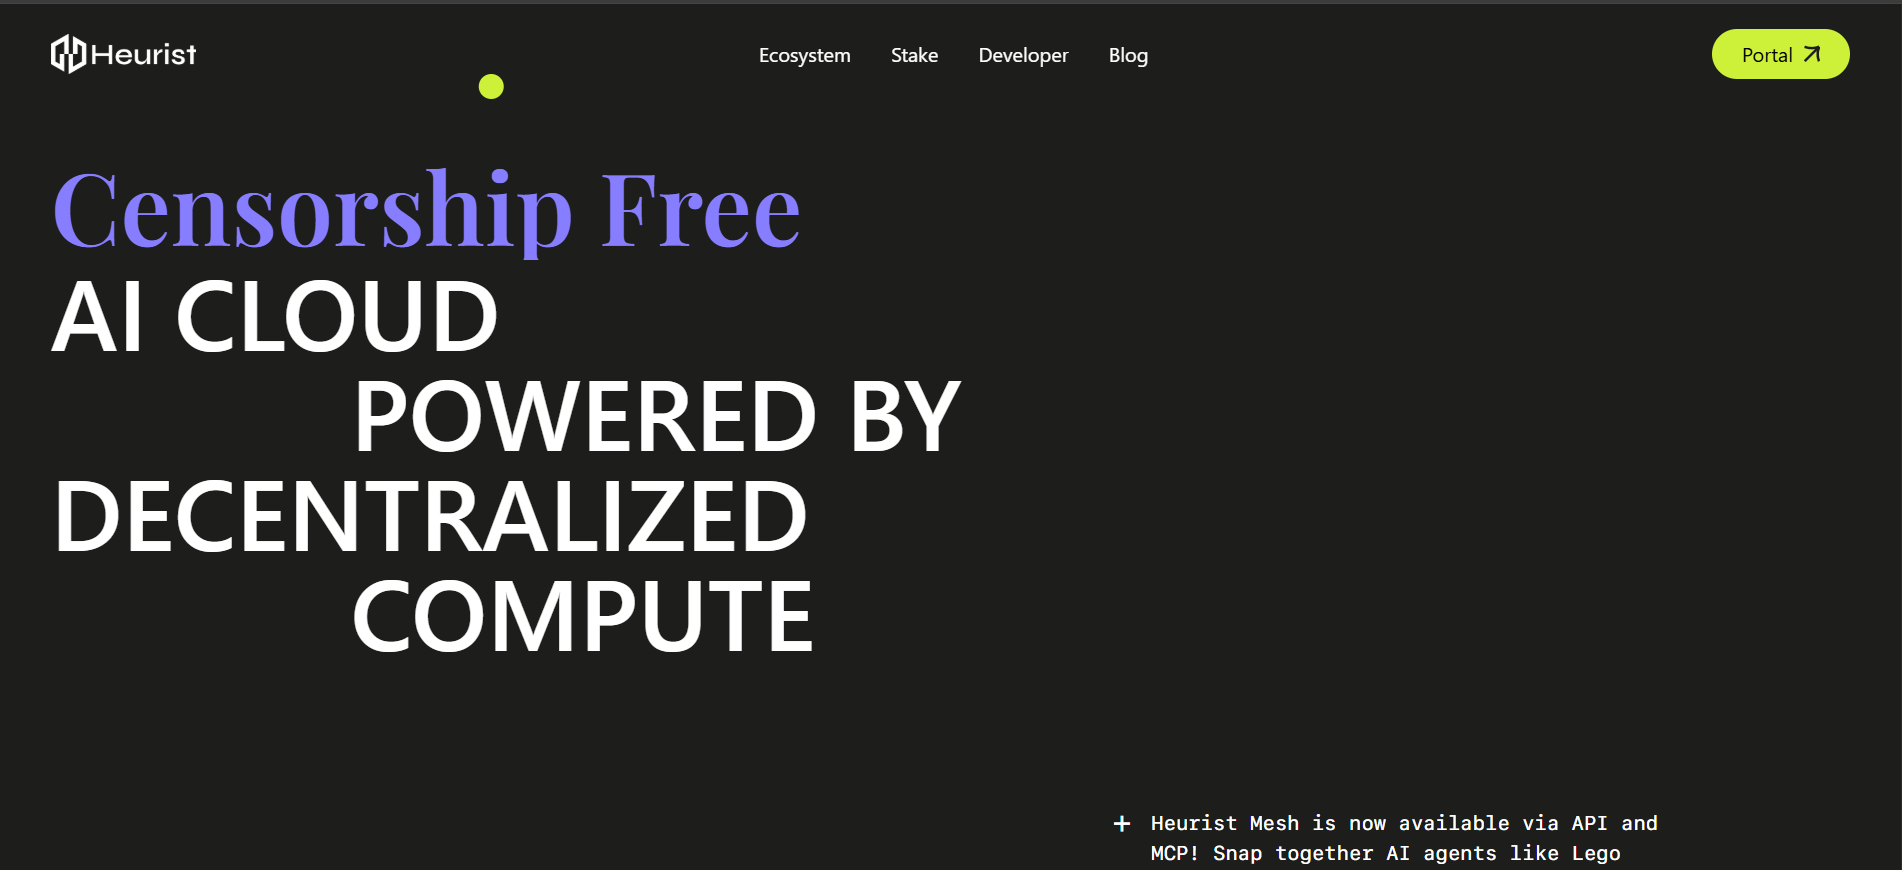 Heurist
Ecosystem Stake Developer Blog
Portal
Censorship Free
AI CLOUD
POWERED BY
DECENTRALIZED
COMPUTE
Heurist Mesh is now available via API and
MCP! Snap together AI agents like Lego